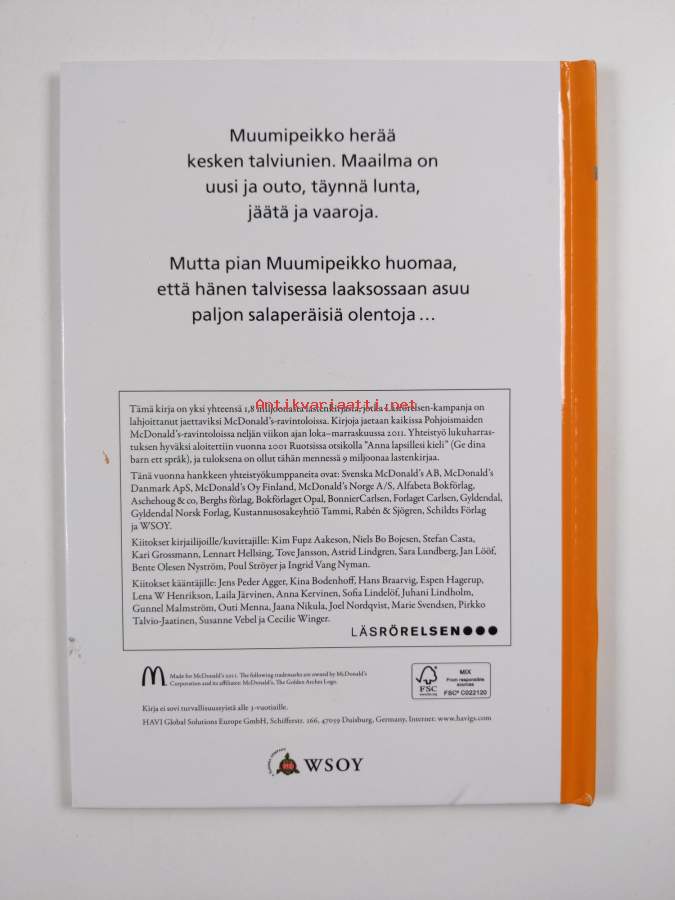 Muumipeikko herää
kesken talviunien. Maailma on
uusi ja outo, täynnä lunta,
jäätä ja vaaroja.
Mutta pian Muumipeikko huomaa,
että hänen talvisessa laaksossaan asuu
paljon salaperäisiä olentoja ...
Antikvariaatti.net
Tämä kirja on yksi yhteensä 1,8 miljoonasta lastenkirjasta, jotka Läsrörelsen-kampanja on
lahjoittanut jaettaviksi McDonald's-ravintoloissa. Kirjoja jaetaan kaikissa Pohjoismaiden
McDonald's-ravintoloissa neljän viikon ajan loka–marraskuussa 2011. Yhteistyö lukuharras-
tuksen hyväksi aloitettiin vuonna 2001 Ruotsissa otsikolla "Anna lapsillesi kieli" (Ge dina
barn ett språk), ja tuloksena on ollut tähän mennessä 9 miljoonaa lastenkirjaa.
Tänä vuonna hankkeen yhteistyökumppaneita ovat: Svenska McDonald's AB, McDonald's
Danmark ApS, McDonald's Oy Finland, McDonald's Norge A/S, Alfabeta Bokförlag,
Aschehoug & co, Berghs förlag, Bokförlaget Opal, BonnierCarlsen, Forlaget Carlsen, Gyldendal,
Gyldendal Norsk Forlag, Kustannusosakeyhtiö Tammi, Rabén & Sjögren, Schildts Förlag
ja WSOY.
Kiitokset kirjailijoille/kuvittajille: Kim Fupz Aakeson, Niels Bo Bojesen, Stefan Casta,
Kari Grossmann, Lennart Hellsing, Tove Jansson, Astrid Lindgren, Sara Lundberg, Jan Lööf,
Bente Olesen Nyström, Poul Ströyer ja Ingrid Vang Nyman.
Kiitokset kääntäjille: Jens Peder Agger, Kina Bodenhoff, Hans Braarvig, Espen Hagerup,
Lena W Henrikson, Laila Järvinen, Anna Kervinen, Sofia Lindelöf, Juhani Lindholm,
Gunnel Malmström, Outi Menna, Jaana Nikula, Joel Nordqvist, Marie Svendsen, Pirkko
Talvio-Jaatinen, Susanne Vebel ja Cecilie Winger.
LÄSRÖRELSEN●●●
Made for McDonald's 2011. The following trademarks are owned by McDonald's
Corporation and its affiliates: McDonald's, The Golden Arches Logo.
FSC
MIX
From responsible
sources
FSC® C022120
Kirja ei sovi turvallisuussyistä alle 3-vuotiaille.
HAVI Global Solutions Europe GmbH, Schifferstr. 166, 47059 Duisburg, Germany, Internet: www.havigs.com
WSOY